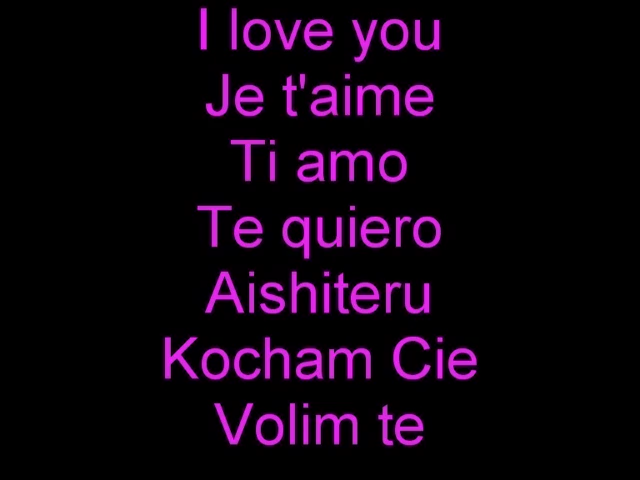 I love you
Je t'aime
Ti amo
Te quiero
Aishiteru
Kocham Cie
Volim te